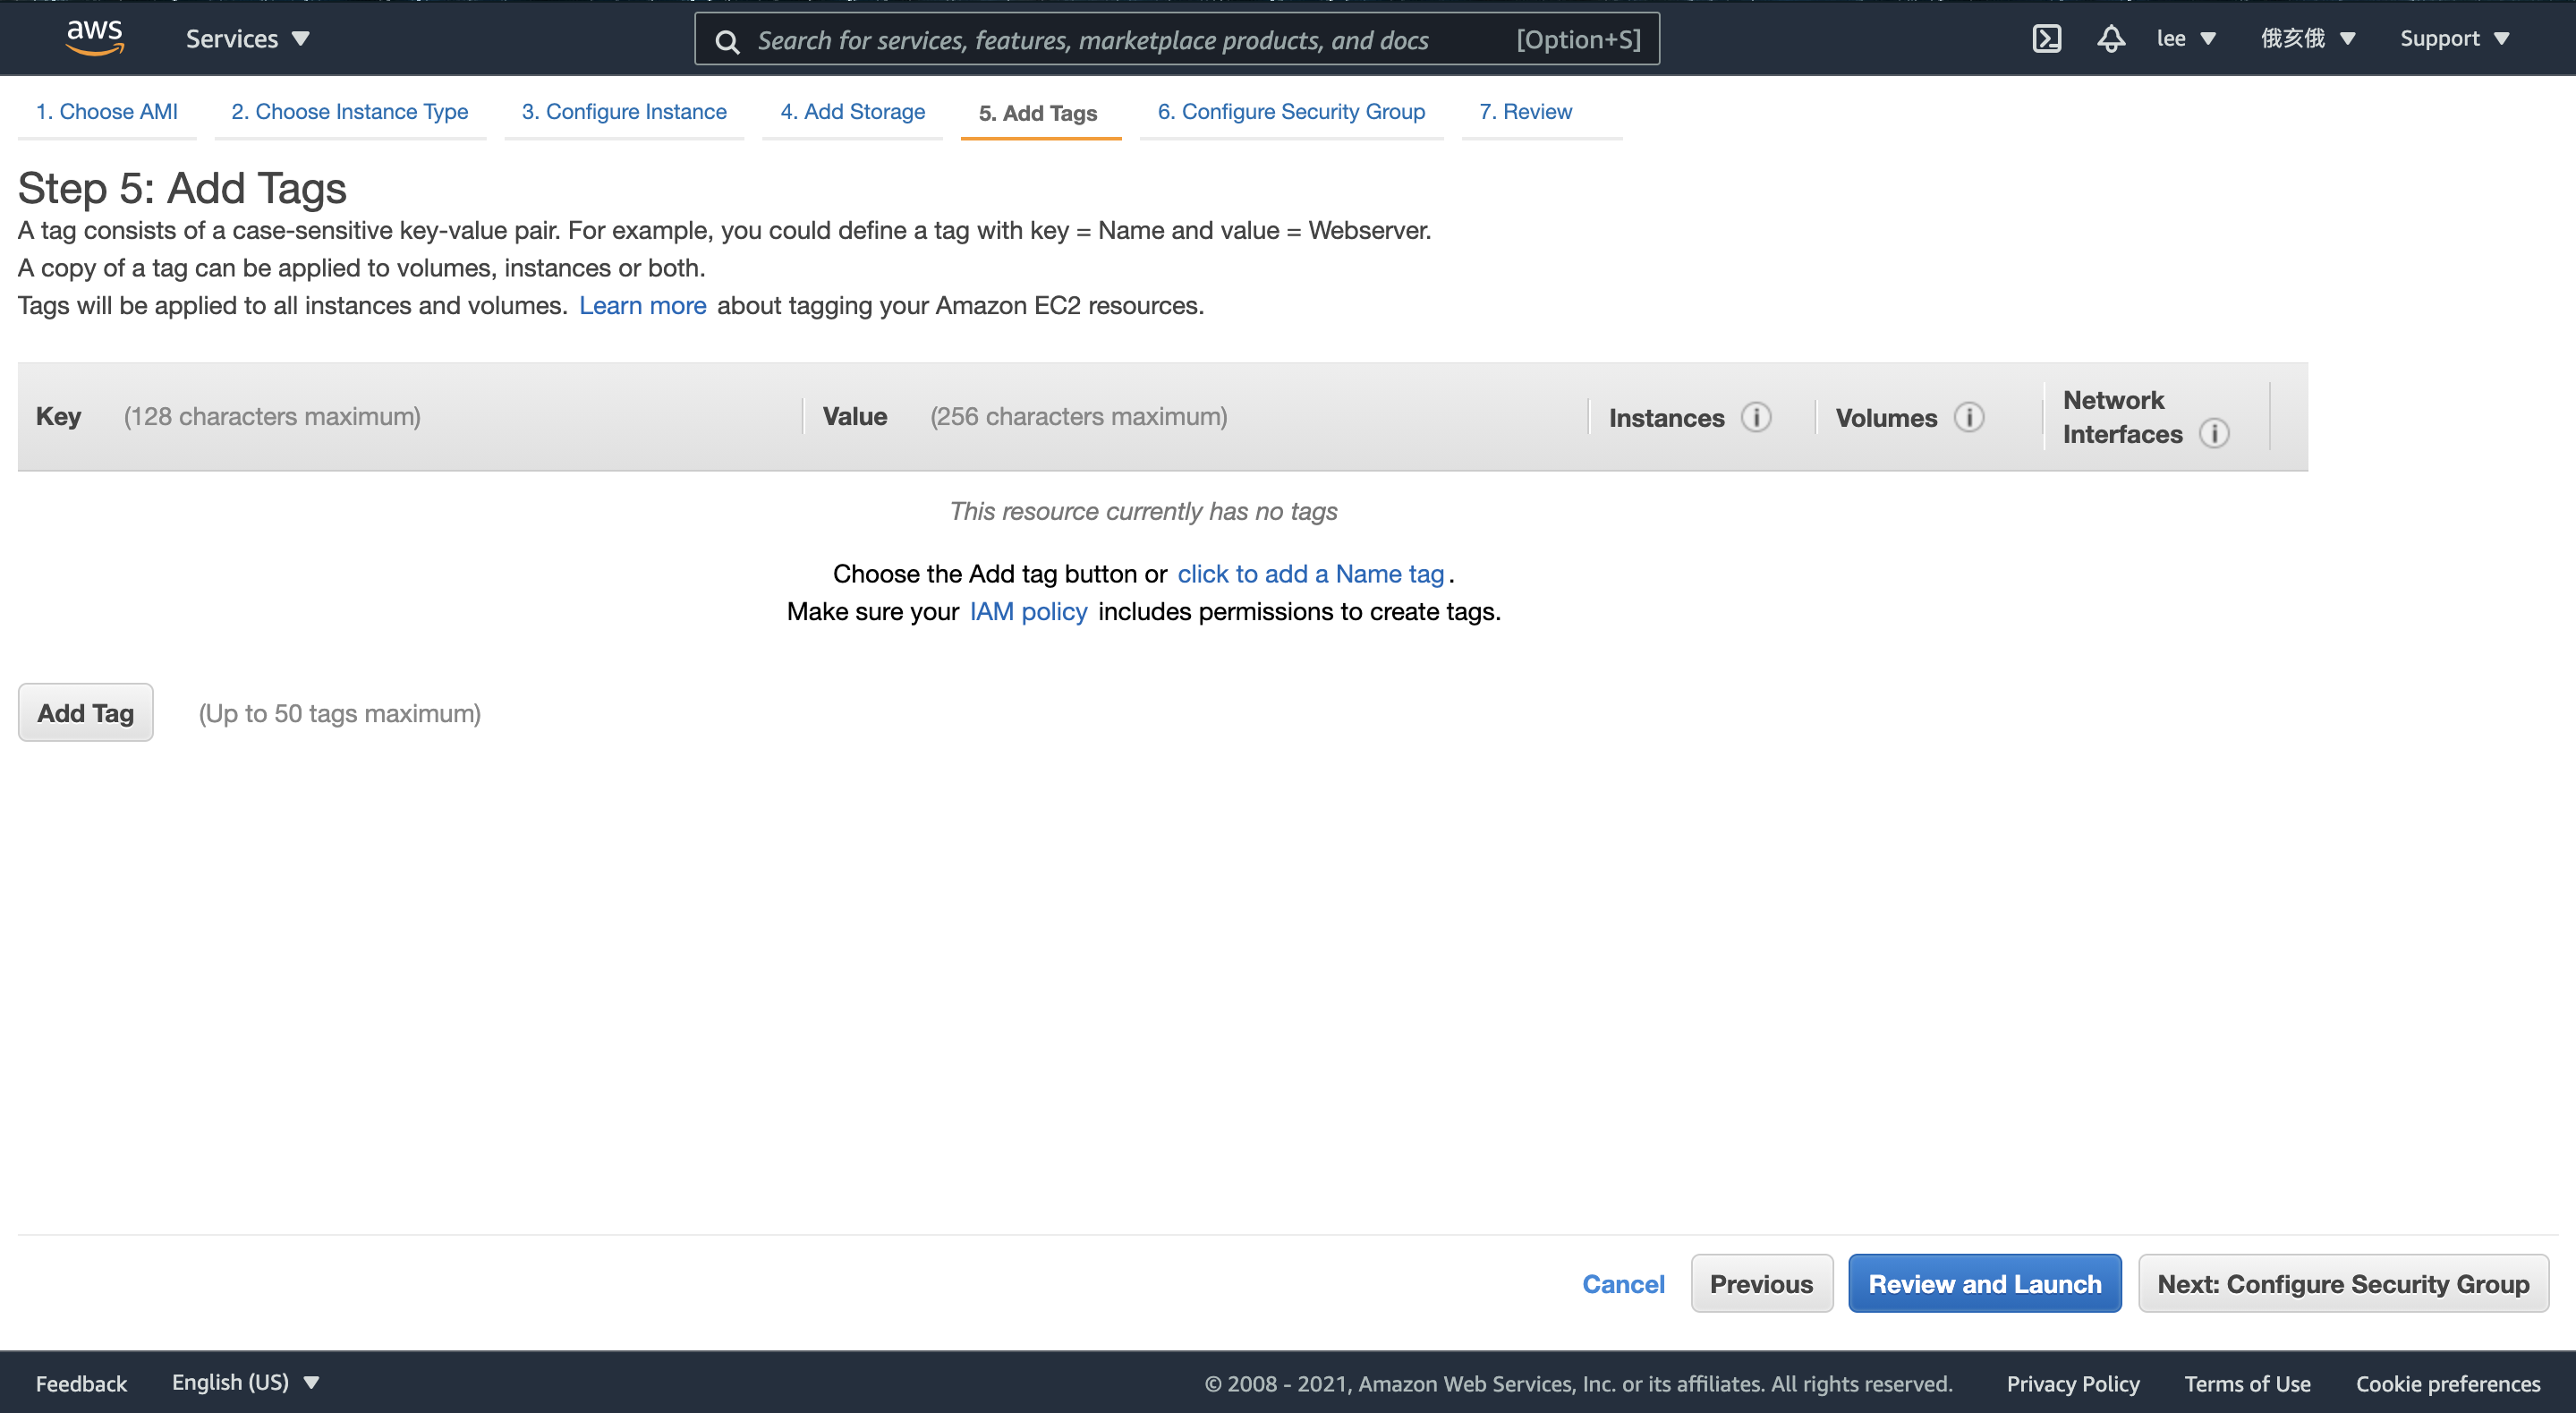 aws
Services
Search for services, features, marketplace products, and docs
[Option+S]
lee
俄亥俄
Support
1. Choose AMI
2. Choose Instance Type
3. Configure Instance
4. Add Storage
5. Add Tags
6. Configure Security Group
7. Review
Step 5: Add Tags
A tag consists of a case-sensitive key-value pair. For example, you could define a tag with key = Name and value = Webserver.
A copy of a tag can be applied to volumes, instances or both.
Tags will be applied to all instances and volumes. Learn more about tagging your Amazon EC2 resources.
Key (128 characters maximum)
Value (256 characters maximum)
Instances
Volumes
Network
Interfaces
This resource currently has no tags
Choose the Add tag button or click to add a Name tag.
Make sure your IAM policy includes permissions to create tags.
Add Tag
(Up to 50 tags maximum)
Cancel
Previous
Review and Launch
Next: Configure Security Group
Feedback
English (US)
© 2008 - 2021, Amazon Web Services, Inc. or its affiliates. All rights reserved.
Privacy Policy
Terms of Use
Cookie preferences